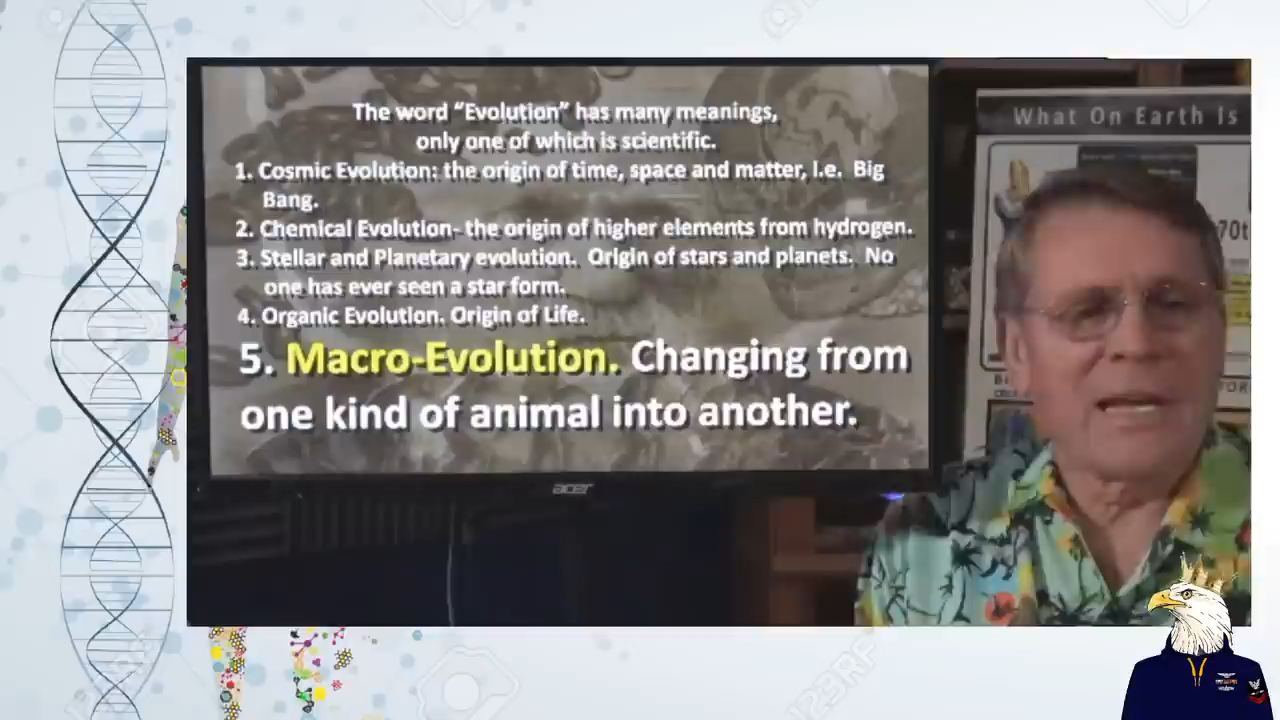 The word “Evolution” has many meanings,
only one of which is scientific.
1. Cosmic Evolution: the origin of time, space and matter, I.e. Big
Bang.
2. Chemical Evolution- the origin of higher elements from hydrogen.
3. Stellar and Planetary evolution. Origin of stars and planets. No
one has ever seen a star form.
4. Organic Evolution. Origin of Life.
5. Macro-Evolution. Changing from
one kind of animal into another.
acer
What On Earth Is
70t
123RF